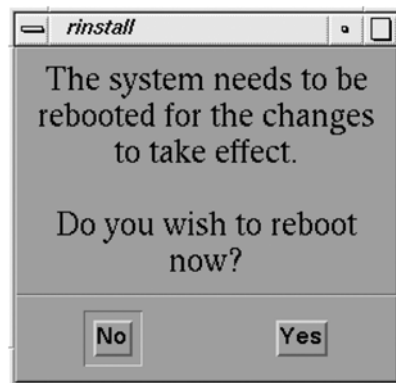 rinstall
The system needs to be
rebooted for the changes
to take effect.
Do you wish to reboot
now?
No
Yes